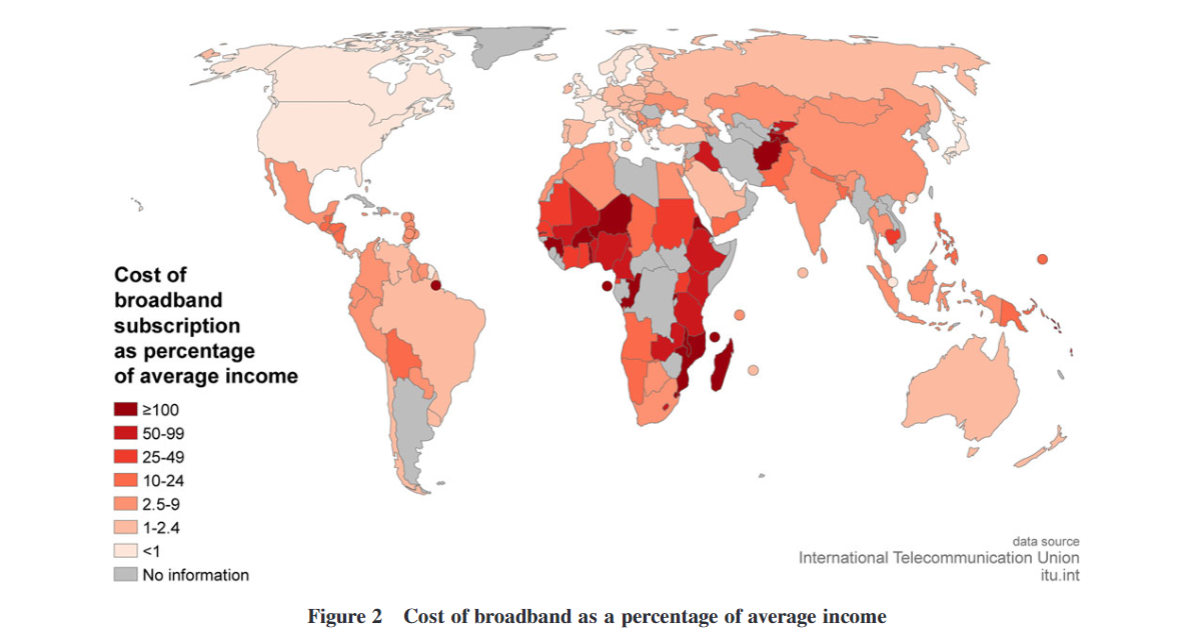 Cost of
broadband
subscription
as percentage
of average income
≥100
50-99
25-49
10-24
2.5-9
1-2.4
<1
No information
data source
International Telecommunication Union
itu.int
Figure 2 Cost of broadband as a percentage of average income